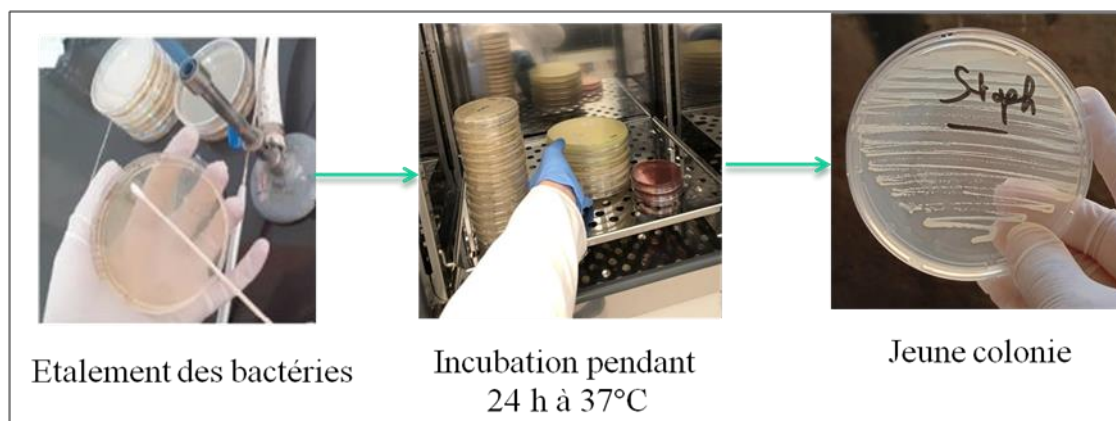 Staph
Etalement des bactéries
Incubation pendant
24 h à 37°C
Jeune colonie